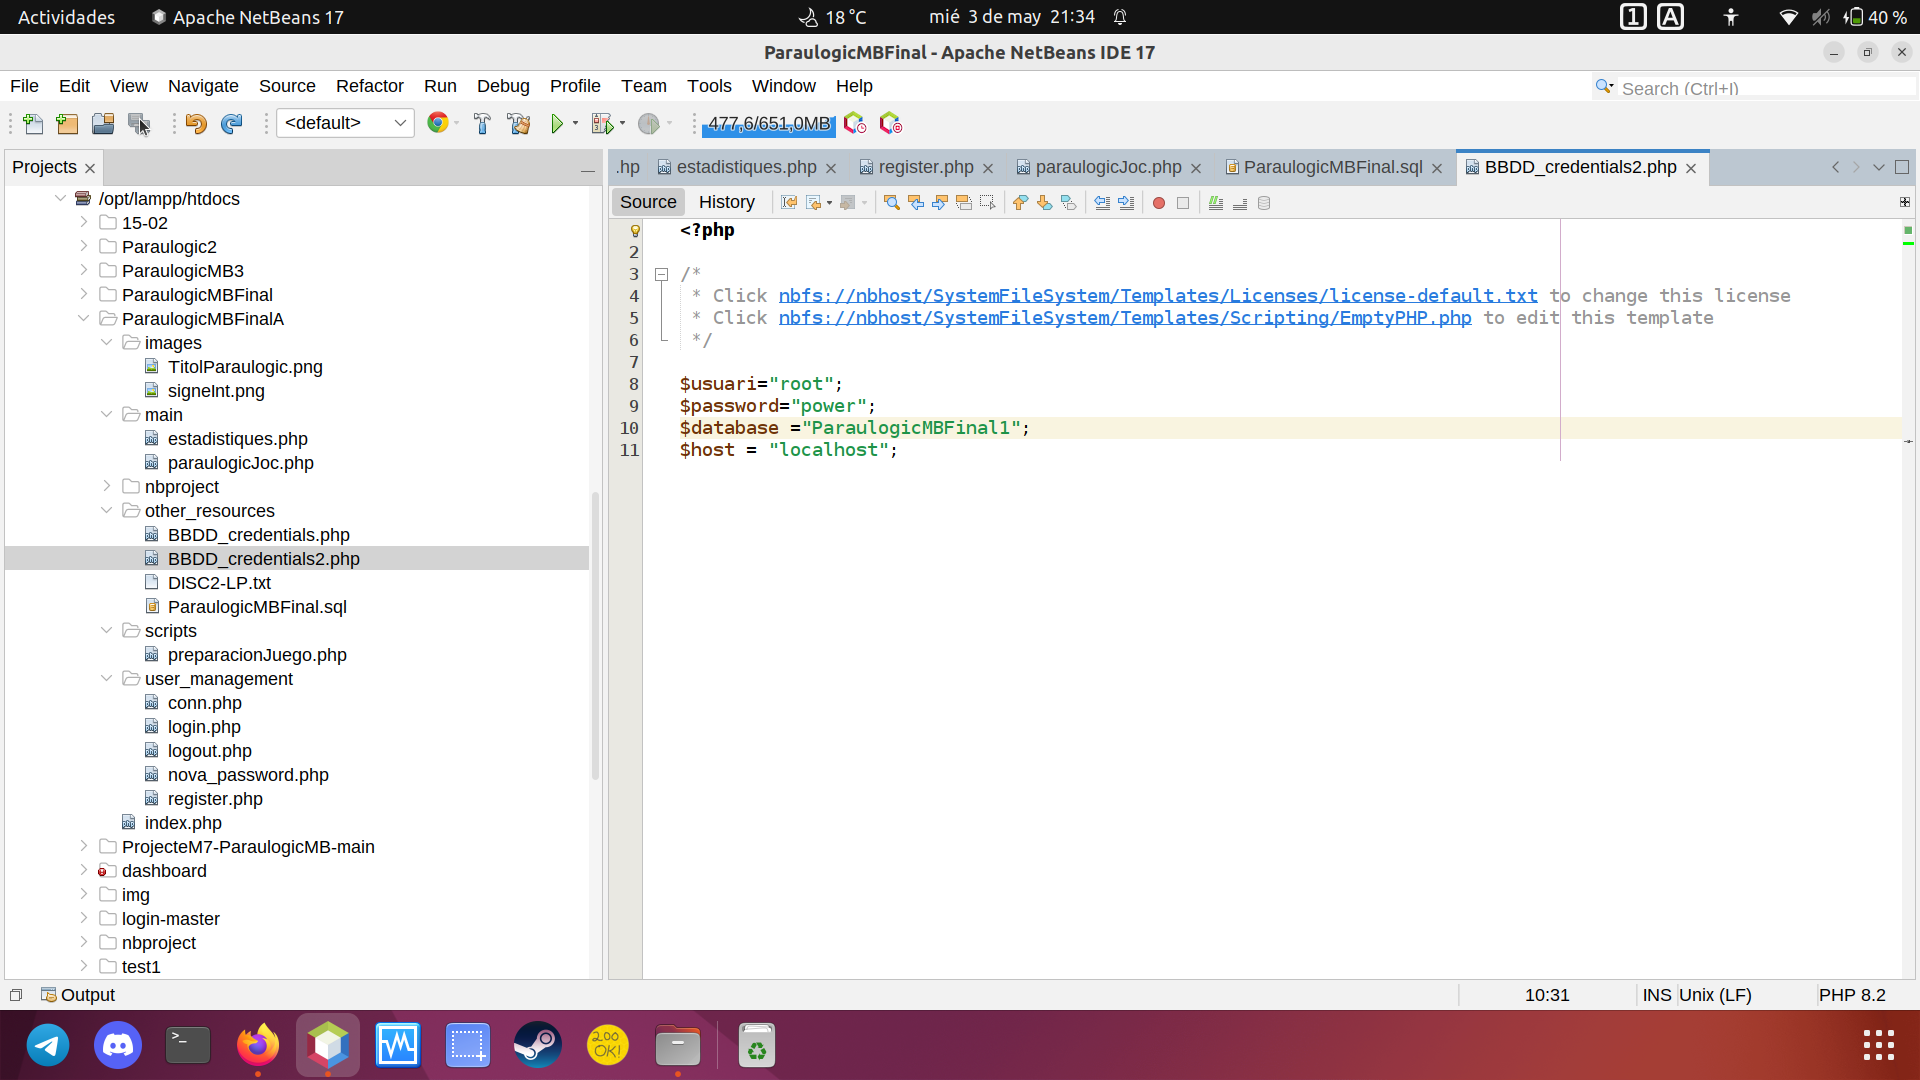 Actividades
Apache NetBeans 17
18 °C
mié 3 de may 21:34
1
A
40 %
ParaulogicMBFinal - Apache NetBeans IDE 17
File Edit View Navigate Source Refactor Run Debug Profile Team Tools Window Help
Search (Ctrl+I)
<default>
477,6/651,0MB
Projects
.hp
estadistiques.php
register.php
paraulogicJoc.php
ParaulogicMBFinal.sql
BBDD_credentials2.php
Source History
/opt/lampp/htdocs
15-02
Paraulogic2
ParaulogicMB3
ParaulogicMBFinal
ParaulogicMBFinalA
images
TitolParaulogic.png
signeInt.png
main
estadistiques.php
paraulogicJoc.php
nbproject
other_resources
BBDD_credentials.php
BBDD_credentials2.php
DISC2-LP.txt
ParaulogicMBFinal.sql
scripts
preparacionJuego.php
user_management
conn.php
login.php
logout.php
nova_password.php
register.php
index.php
ProjecteM7-ParaulogicMB-main
dashboard
img
login-master
nbproject
test1
<?php
2
3 /*
4 * Click nbfs://nbhost/SystemFileSystem/Templates/Licenses/license-default.txt to change this license
5 * Click nbfs://nbhost/SystemFileSystem/Templates/Scripting/EmptyPHP.php to edit this template
6 */
7
8 $usuari="root";
9 $password="power";
10 $database ="ParaulogicMBFinal1";
11 $host = "localhost";
Output
10:31
INS
Unix (LF)
PHP 8.2
>_
200
OK!